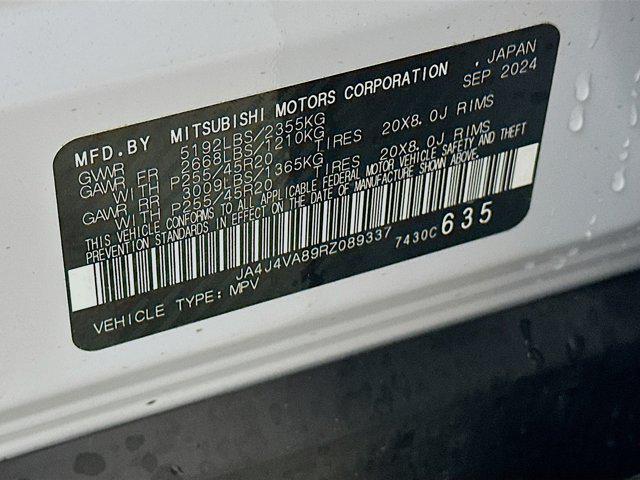 MFD.BY MITSUBISHI MOTORS CORPORATION , JAPAN
SEP 2024
GVWR 5192LBS/2355KG
GAWR FR 2668LBS/1210KG
WITH P255/45R20 TIRES 20X8.0J RIMS
GAWR RR 3009LBS/1365KG
WITH P255/45R20 TIRES 20X8.0J RIMS
THIS VEHICLE CONFORMS TO ALL APPLICABLE FEDERAL MOTOR VEHICLE SAFETY AND THEFT
PREVENTION STANDARDS IN EFFECT ON THE DATE OF MANUFACTURE SHOWN ABOVE.
JA4J4VA89RZ089337 7430C 635
VEHICLE TYPE: MPV